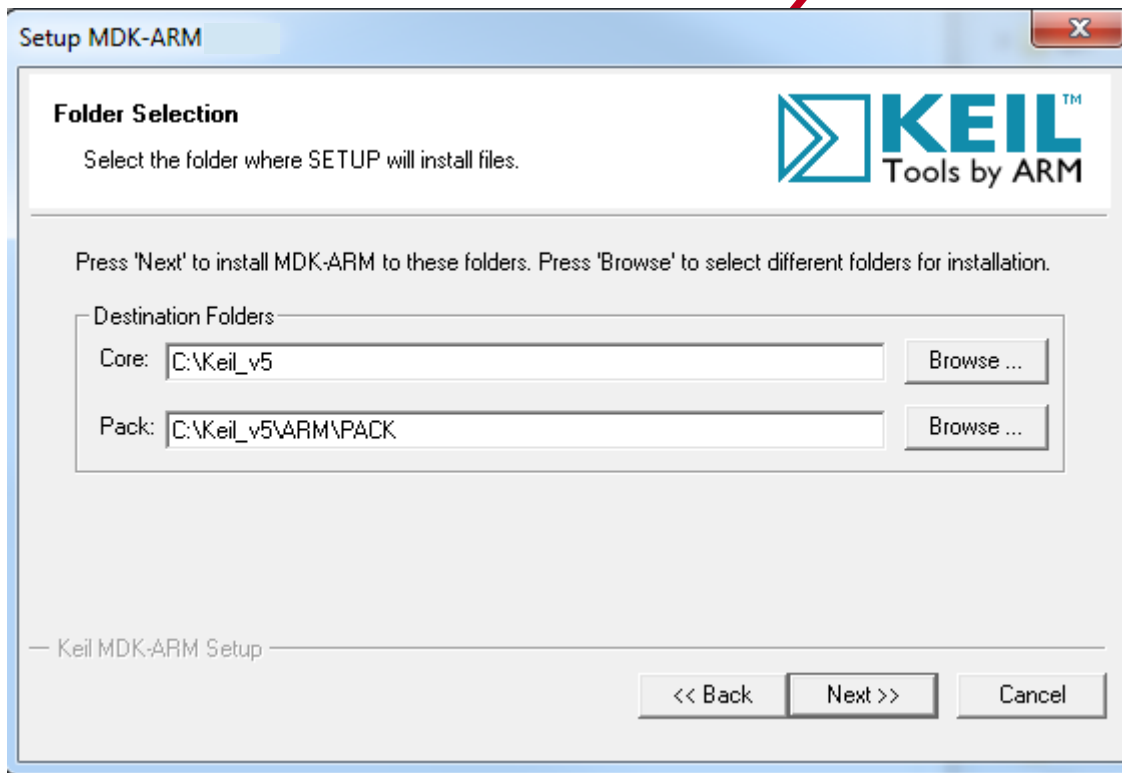 Setup MDK-ARM
Folder Selection
Select the folder where SETUP will install files.
KEIL™
Tools by ARM
Press 'Next' to install MDK-ARM to these folders. Press 'Browse' to select different folders for installation.
Destination Folders
Core: C:\Keil_v5 Browse ...
Pack: C:\Keil_v5\ARM\PACK Browse ...
Keil MDK-ARM Setup
<< Back Next >> Cancel